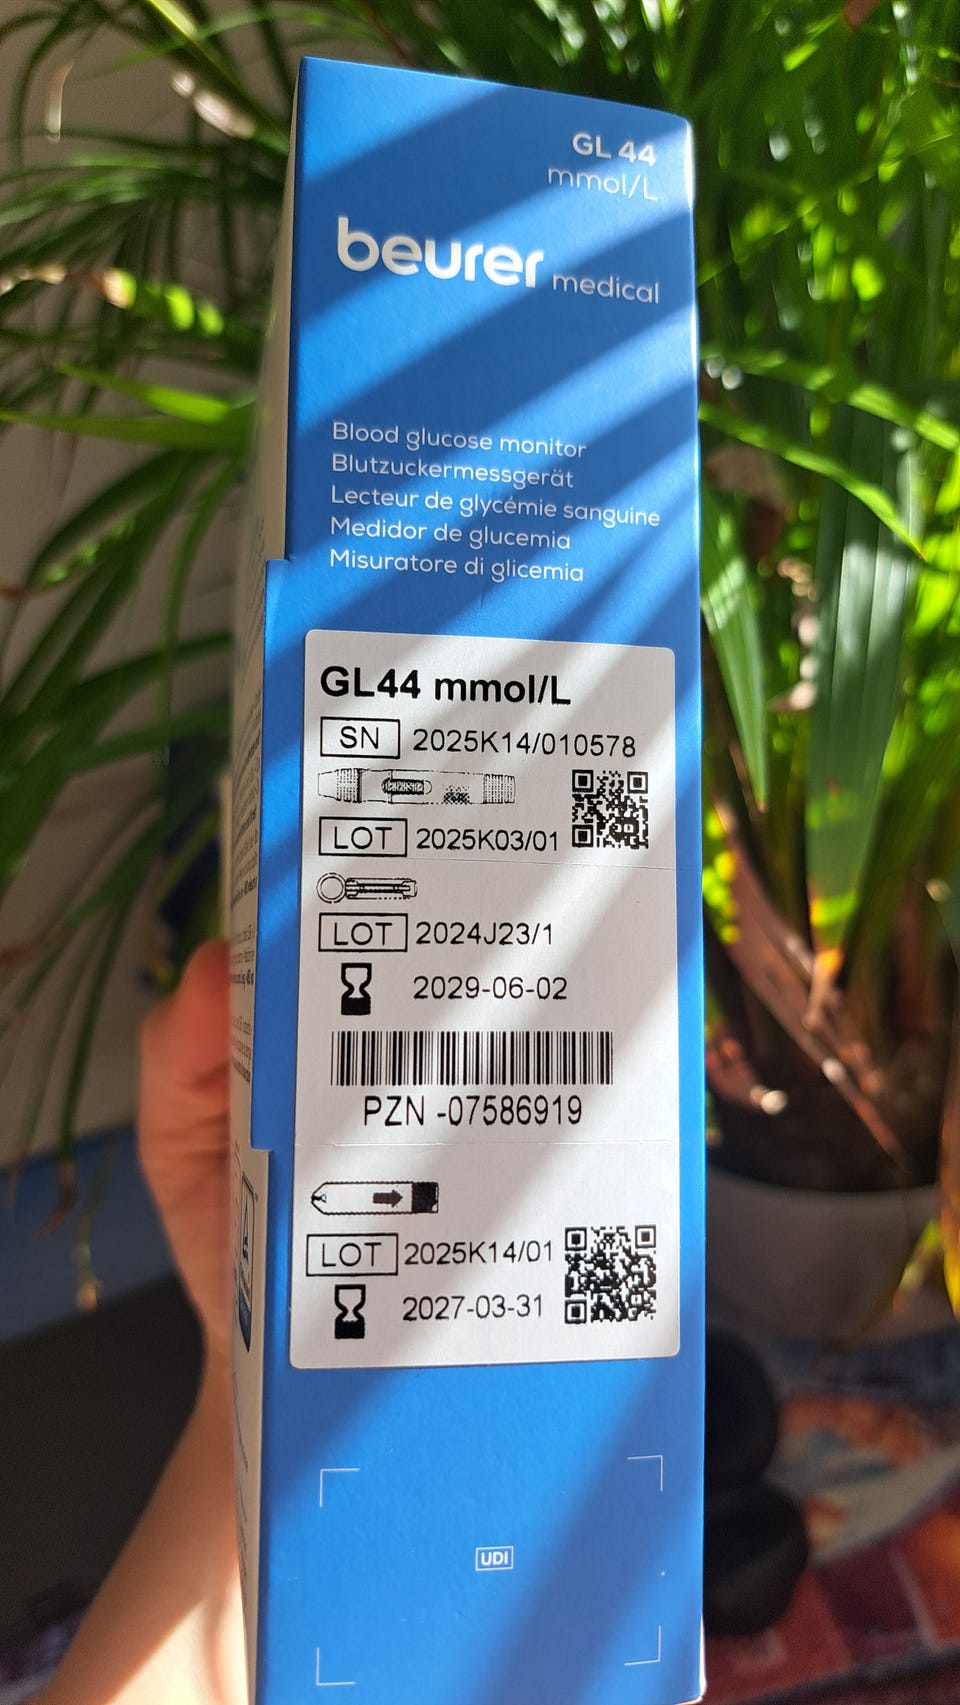 GL 44
mmol/L
beurer medical
Blood glucose monitor
Blutzuckermessgerät
Lecteur de glycémie sanguine
Medidor de glucemia
Misuratore di glicemia
GL44 mmol/L
SN 2025K14/010578
LOT 2025K03/01
LOT 2024J23/1
2029-06-02
PZN -07586919
LOT 2025K14/01
2027-03-31
UDI